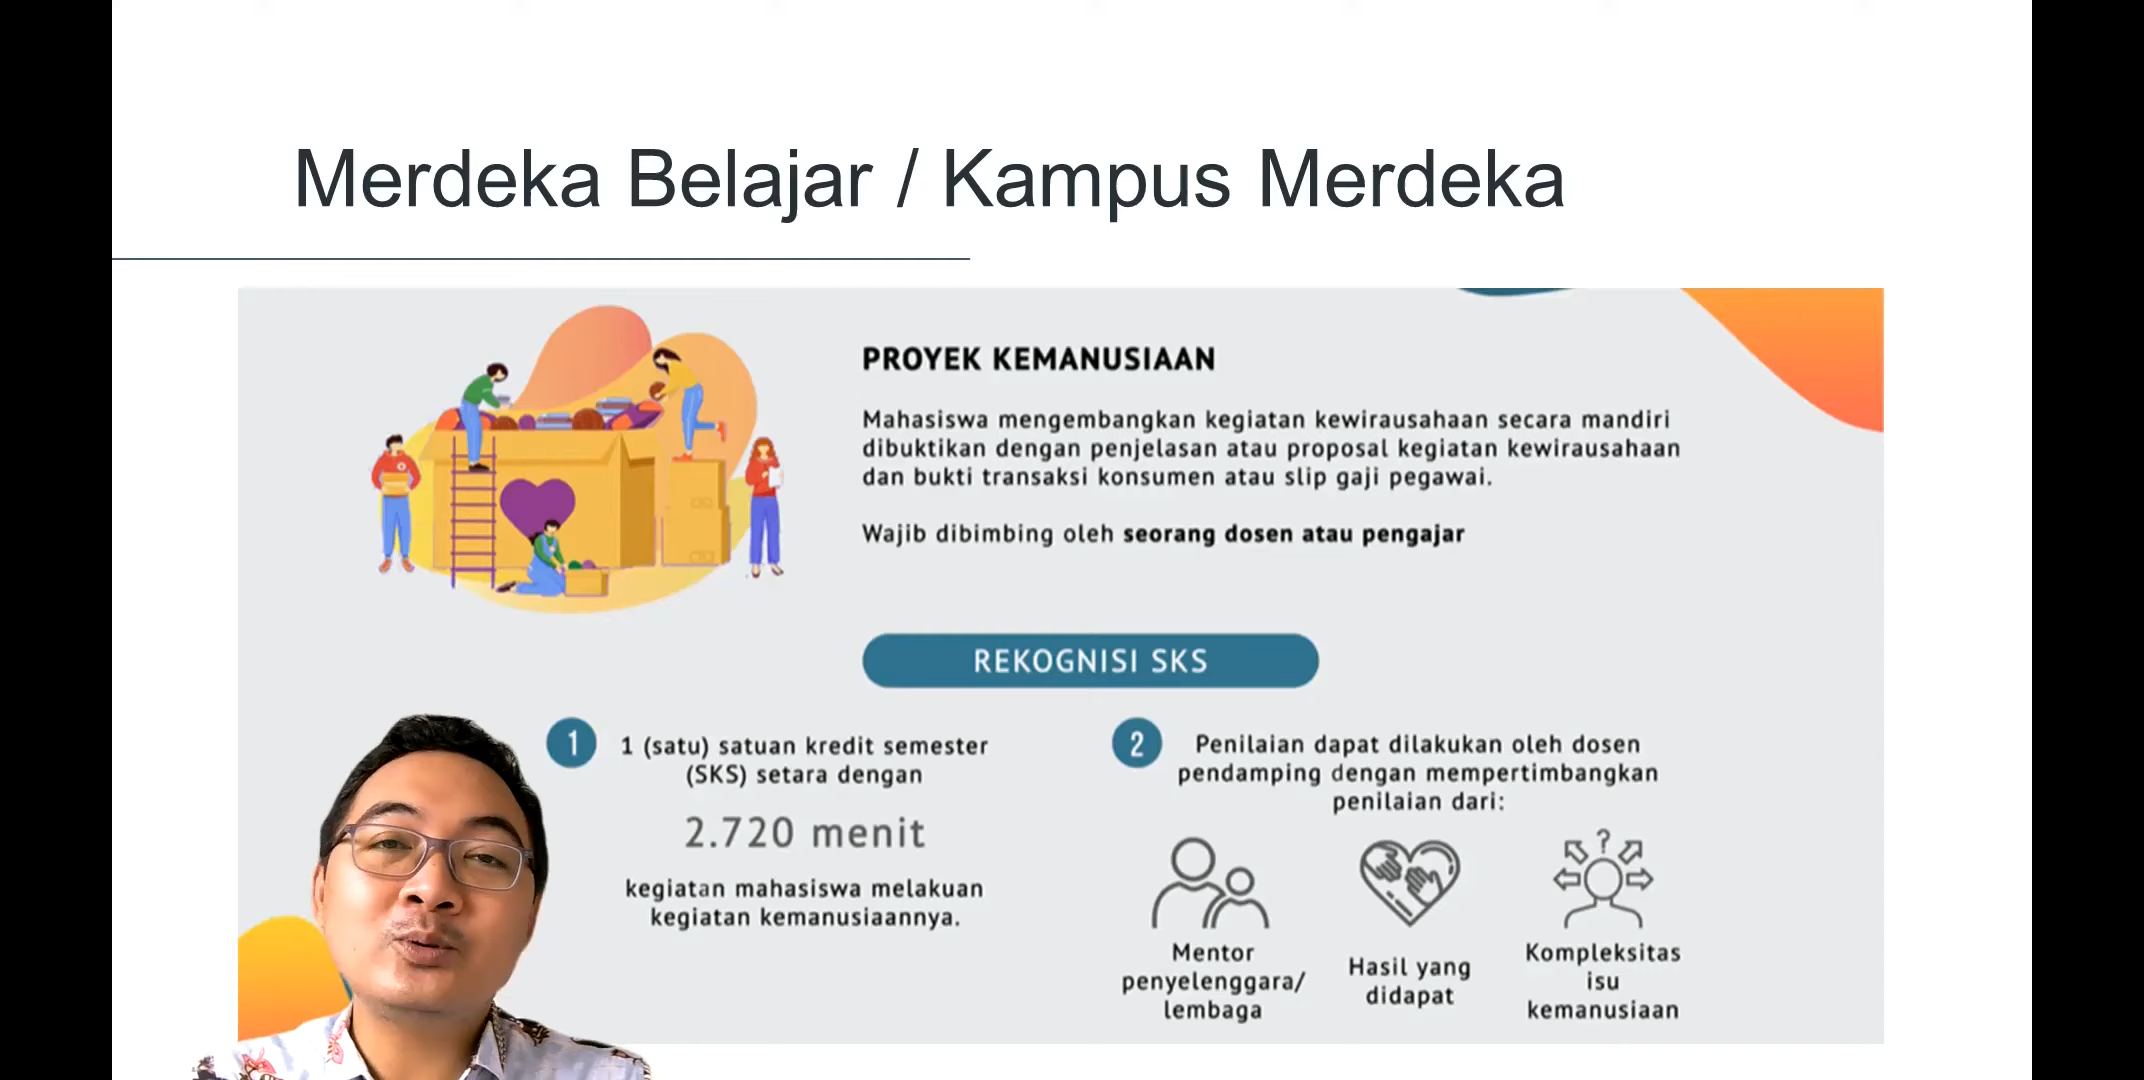 Merdeka Belajar / Kampus Merdeka
PROYEK KEMANUSIAAN
Mahasiswa mengembangkan kegiatan kewirausahaan secara mandiri
dibuktikan dengan penjelasan atau proposal kegiatan kewirausahaan
dan bukti transaksi konsumen atau slip gaji pegawai.
Wajib dibimbing oleh seorang dosen atau pengajar
REKOGNISI SKS
1
1 (satu) satuan kredit semester
(SKS) setara dengan
2.720 menit
kegiatan mahasiswa melakuan
kegiatan kemanusiaannya.
2
Penilaian dapat dilakukan oleh dosen
pendamping dengan mempertimbangkan
penilaian dari:
Mentor
penyelenggara/
lembaga
Hasil yang
didapat
?
Kompleksitas
isu
kemanusiaan